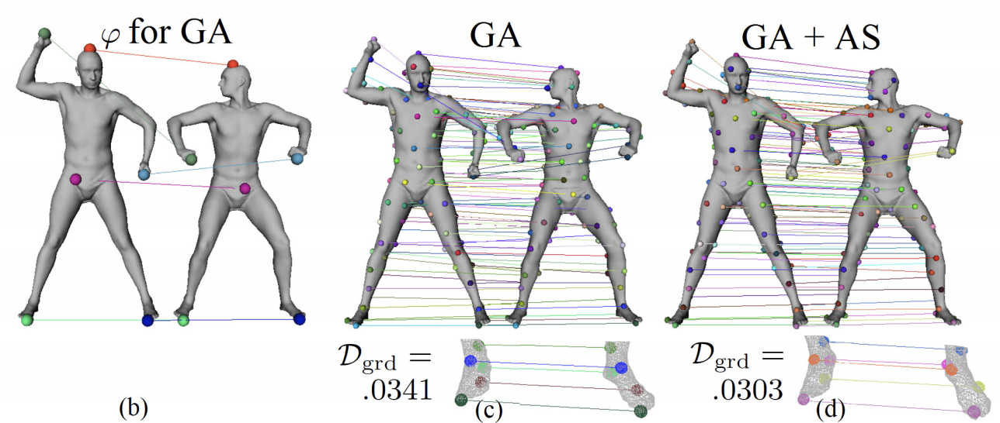 φ for GA
GA
GA + AS
𝒟grd =
.0341
𝒟grd =
.0303
(b)
(c)
(d)